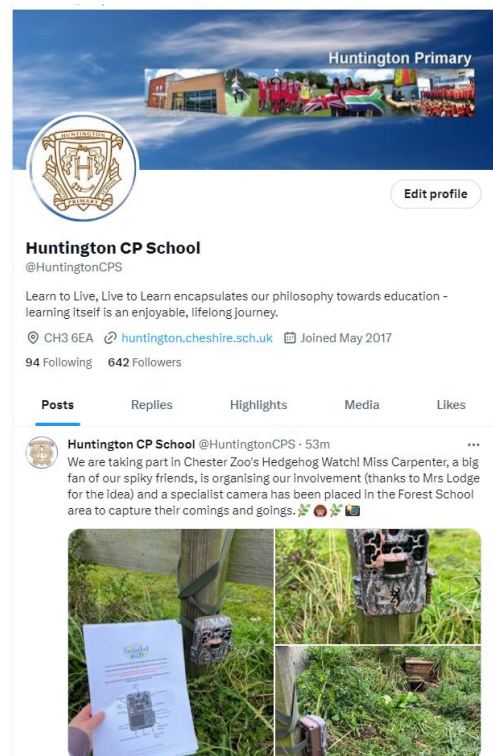 Huntington Primary
HUNTINGTON
H
PRIMARY
Edit profile
Huntington CP School
@HuntingtonCPS
Learn to Live, Live to Learn encapsulates our philosophy towards education -
learning itself is an enjoyable, lifelong journey.
CH3 6EA huntington.cheshire.sch.uk Joined May 2017
94 Following 642 Followers
Posts Replies Highlights Media Likes
Huntington CP School @HuntingtonCPS · 53m
We are taking part in Chester Zoo's Hedgehog Watch! Miss Carpenter, a big
fan of our spiky friends, is organising our involvement (thanks to Mrs Lodge
for the idea) and a specialist camera has been placed in the Forest School
area to capture their comings and goings.